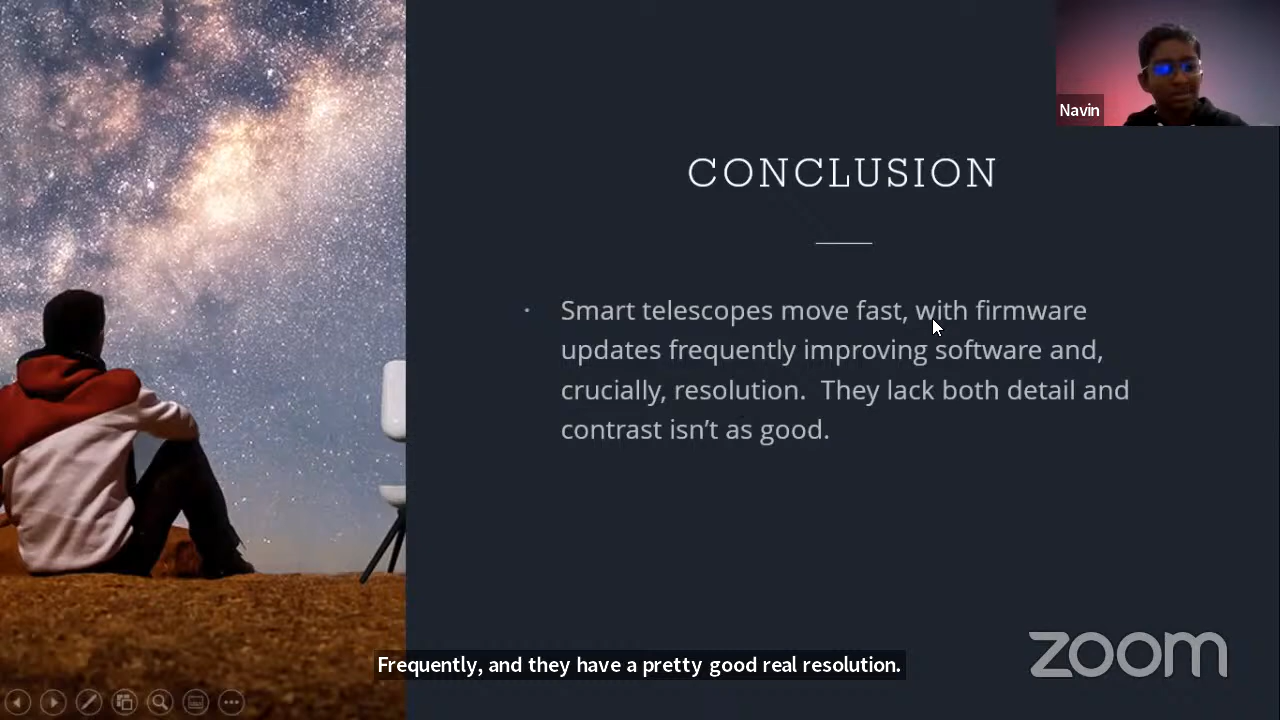 Navin
CONCLUSION
· Smart telescopes move fast, with firmware
updates frequently improving software and,
crucially, resolution.  They lack both detail and
contrast isn’t as good.
zoom
Frequently, and they have a pretty good real resolution.